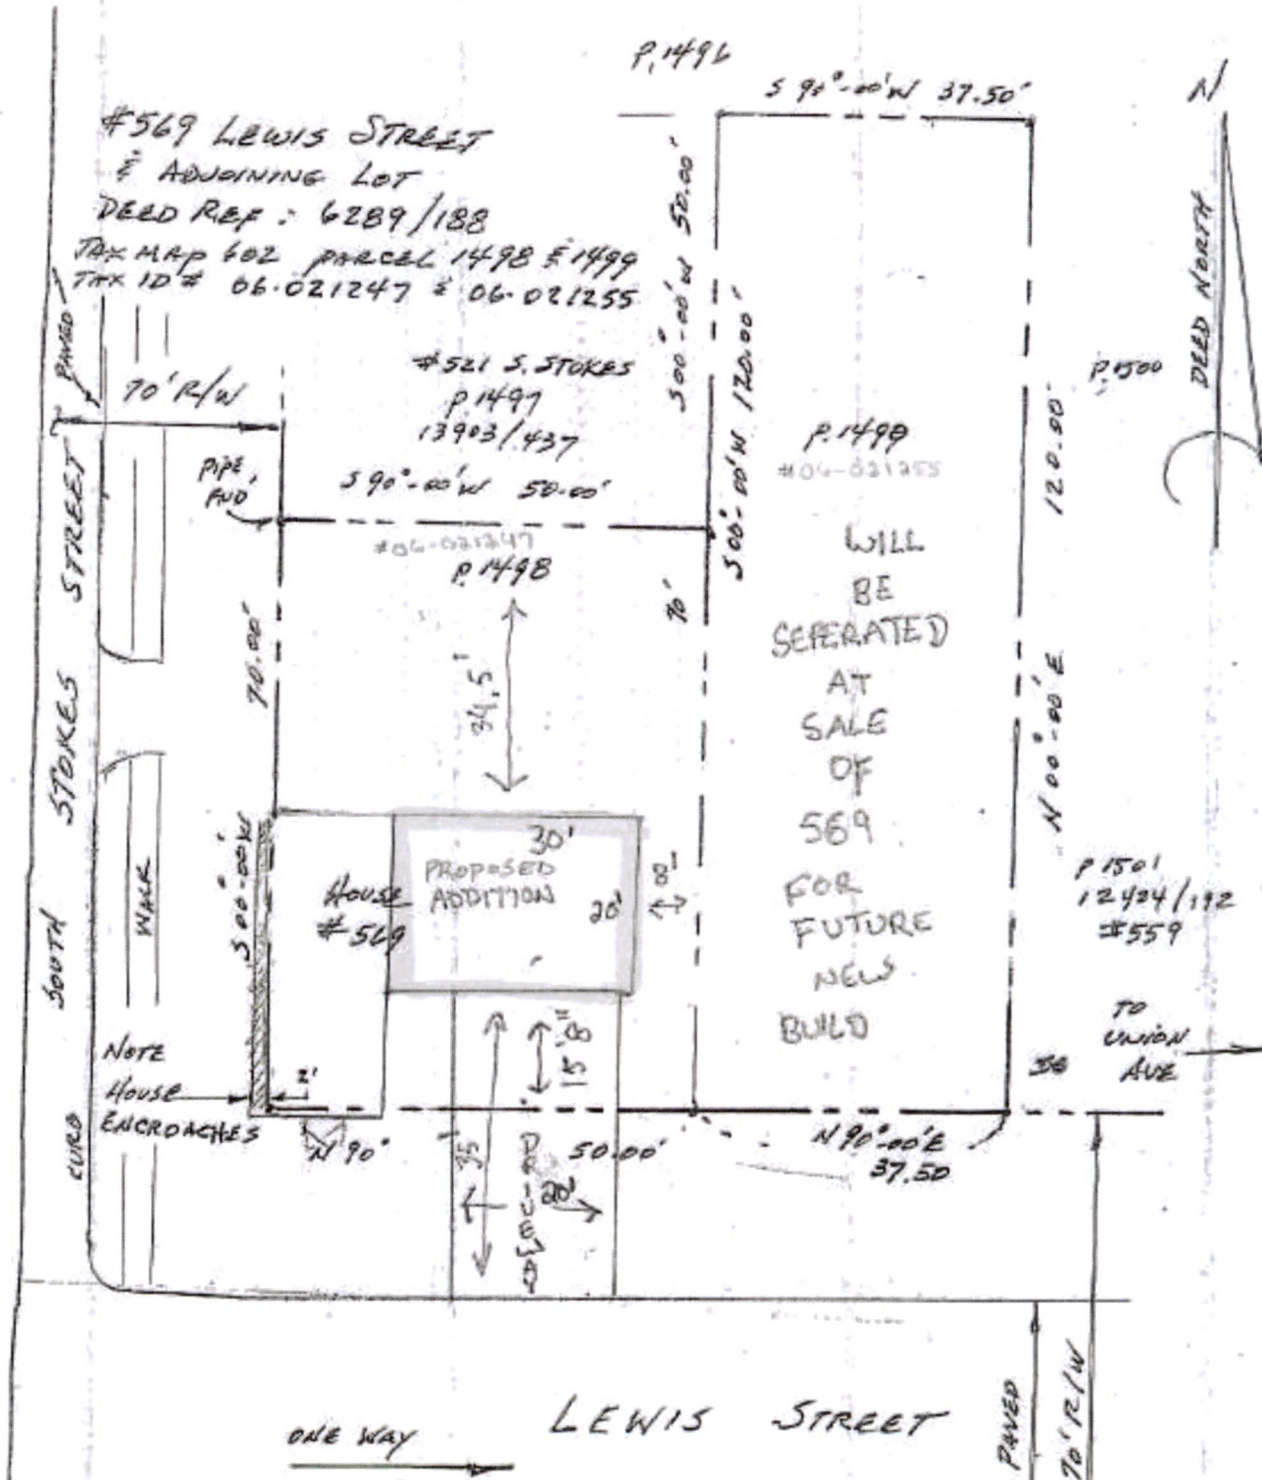 P.1496
S 90°-00'W 37.50'
N
#569 LEWIS STREET
& ADJOINING LOT
DEED REF: 6289/188
TAX MAP 602 PARCEL 1498 & 1499
TAX ID # 06-021247 & 06-021255
S 00°-00'W 50.00'
DEED NORTH
PAVED
70' R/W
#521 S. STOKES
P.1497
13903/437
S 90°-00'W 50.00'
PIPE
FND
#06-021247
P.1498
S 00°-00'W 120.00'
P.1499
#06-021255
P.1500
120.00'
N 00°-00'E
WILL
BE
SEPERATED
AT
SALE
OF
569
FOR
FUTURE
NEW
BUILD
70.00'
34.5'
70'
SOUTH STOKES STREET
WALK
CURB
S 00°-00'W
HOUSE
#569
30'
PROPOSED
ADDITION
20'
8'
P 1501
12424/192
#559
TO
UNION
AVE
NOTE
HOUSE
ENCROACHES
2'
N 90°
15'8"
35'
DRIVEWAY
20'
50.00'
N 90°-00'E
37.50
LEWIS STREET
ONE WAY
PAVED
70' R/W